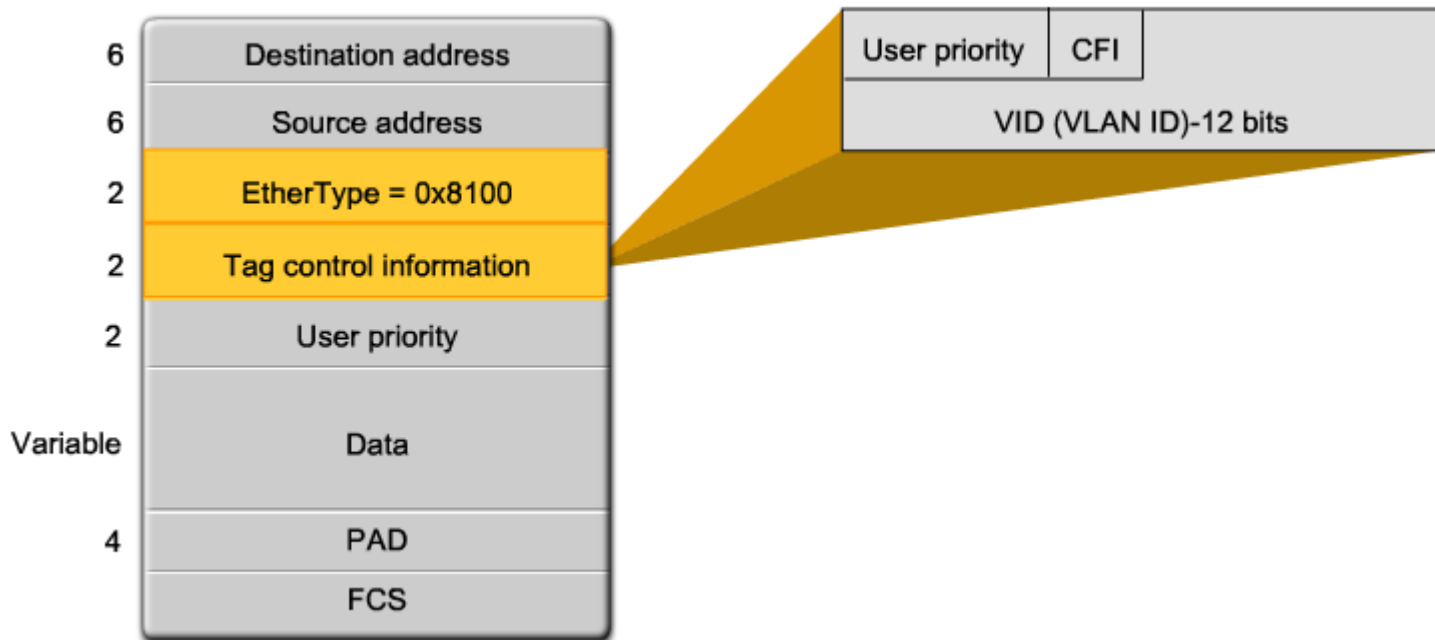 6 Destination address
6 Source address
2 EtherType = 0x8100
2 Tag control information
2 User priority
Variable Data
4 PAD
FCS
User priority CFI
VID (VLAN ID)-12 bits